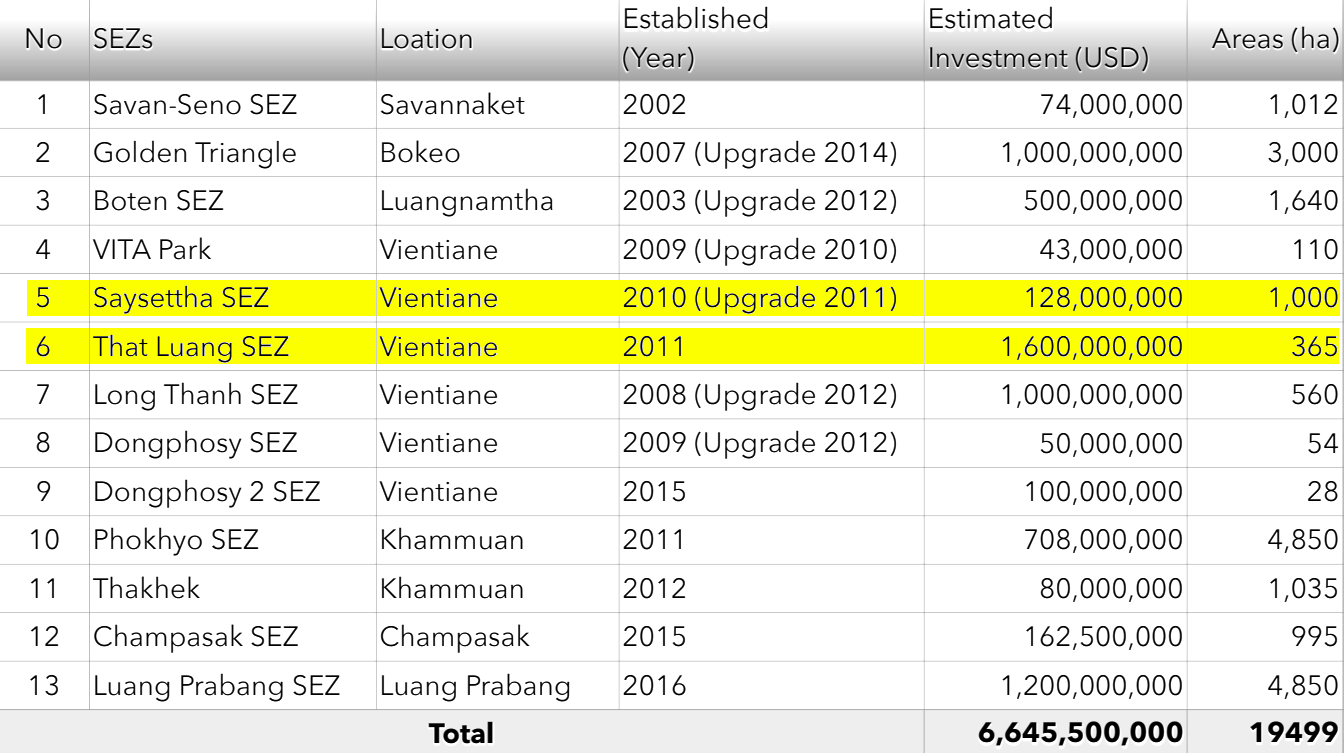 No SEZs Loation Established (Year) Estimated Investment (USD) Areas (ha)
1 Savan-Seno SEZ Savannaket 2002 74,000,000 1,012
2 Golden Triangle Bokeo 2007 (Upgrade 2014) 1,000,000,000 3,000
3 Boten SEZ Luangnamtha 2003 (Upgrade 2012) 500,000,000 1,640
4 VITA Park Vientiane 2009 (Upgrade 2010) 43,000,000 110
5 Saysettha SEZ Vientiane 2010 (Upgrade 2011) 128,000,000 1,000
6 That Luang SEZ Vientiane 2011 1,600,000,000 365
7 Long Thanh SEZ Vientiane 2008 (Upgrade 2012) 1,000,000,000 560
8 Dongphosy SEZ Vientiane 2009 (Upgrade 2012) 50,000,000 54
9 Dongphosy 2 SEZ Vientiane 2015 100,000,000 28
10 Phokhyo SEZ Khammuan 2011 708,000,000 4,850
11 Thakhek Khammuan 2012 80,000,000 1,035
12 Champasak SEZ Champasak 2015 162,500,000 995
13 Luang Prabang SEZ Luang Prabang 2016 1,200,000,000 4,850
Total 6,645,500,000 19499